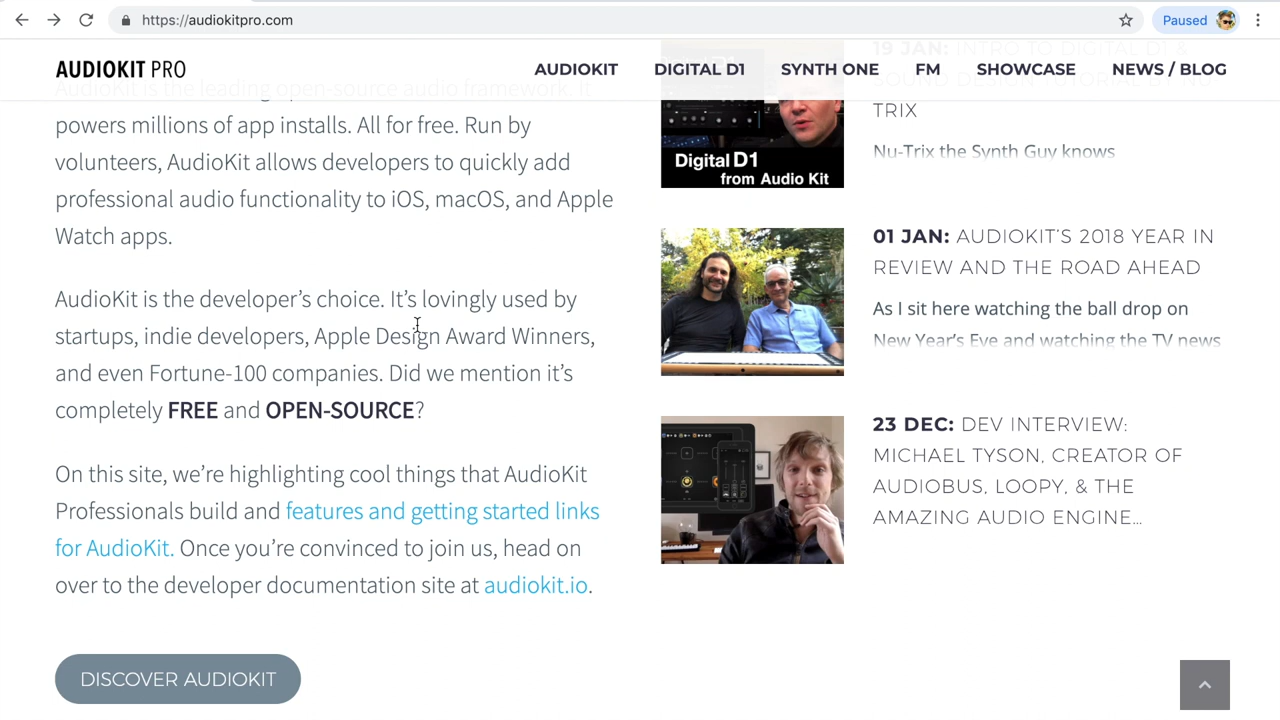 https://audiokitpro.com
Paused
AUDIOKIT PRO
AUDIOKIT
DIGITAL D1
SYNTH ONE
FM
SHOWCASE
NEWS / BLOG
AudioKit is the leading open-source audio framework. It
powers millions of app installs. All for free. Run by
volunteers, AudioKit allows developers to quickly add
professional audio functionality to iOS, macOS, and Apple
Watch apps.
AudioKit is the developer’s choice. It’s lovingly used by
startups, indie developers, Apple Design Award Winners,
and even Fortune-100 companies. Did we mention it’s
completely FREE and OPEN-SOURCE?
On this site, we’re highlighting cool things that AudioKit
Professionals build and features and getting started links
for AudioKit. Once you’re convinced to join us, head on
over to the developer documentation site at audiokit.io.
DISCOVER AUDIOKIT
Digital D1
from Audio Kit
19 JAN: INTRO TO DIGITAL D1 &
SOUND DESIGN TUTORIAL BY NU-
TRIX
Nu-Trix the Synth Guy knows
01 JAN: AUDIOKIT’S 2018 YEAR IN
REVIEW AND THE ROAD AHEAD
As I sit here watching the ball drop on
New Year’s Eve and watching the TV news
23 DEC: DEV INTERVIEW:
MICHAEL TYSON, CREATOR OF
AUDIOBUS, LOOPY, & THE
AMAZING AUDIO ENGINE…